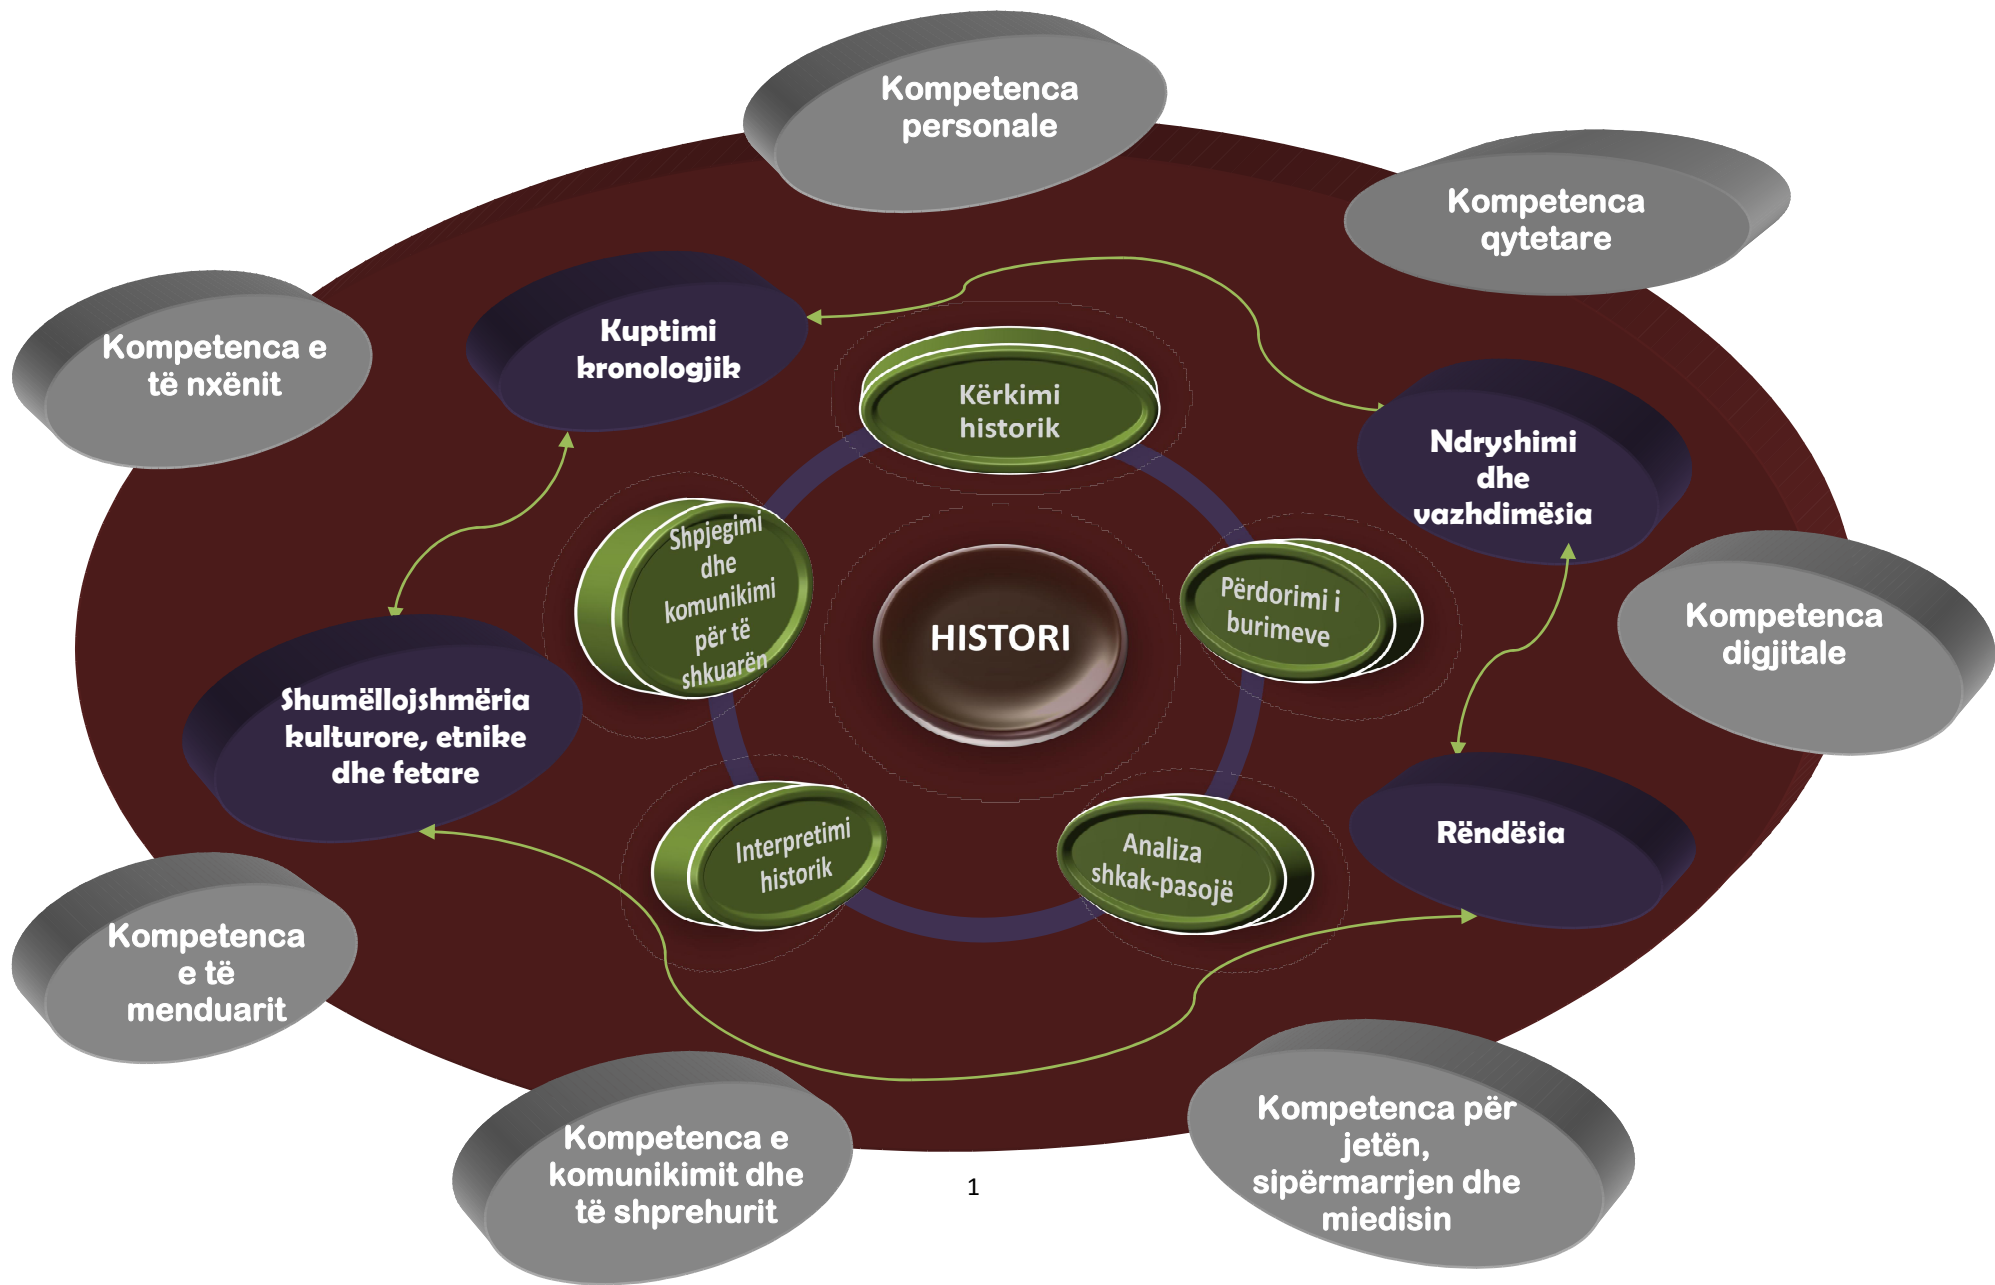 Kompetenca
personale
Kompetenca
qytetare
Kompetenca e
të nxënit
Kuptimi
kronologjik
Kërkimi
historik
Ndryshimi
dhe
vazhdimësia
Shpjegimi
dhe
komunikimi
për të
shkuarën
HISTORI
Përdorimi i
burimeve
Kompetenca
digjitale
Shumëllojshmëria
kulturore, etnike
dhe fetare
Interpretimi
historik
Analiza
shkak-pasojë
Rëndësia
Kompetenca
e të
menduarit
Kompetenca e
komunikimit dhe
të shprehurit
Kompetenca për
jetën,
sipërmarrjen dhe
mjedisin
1